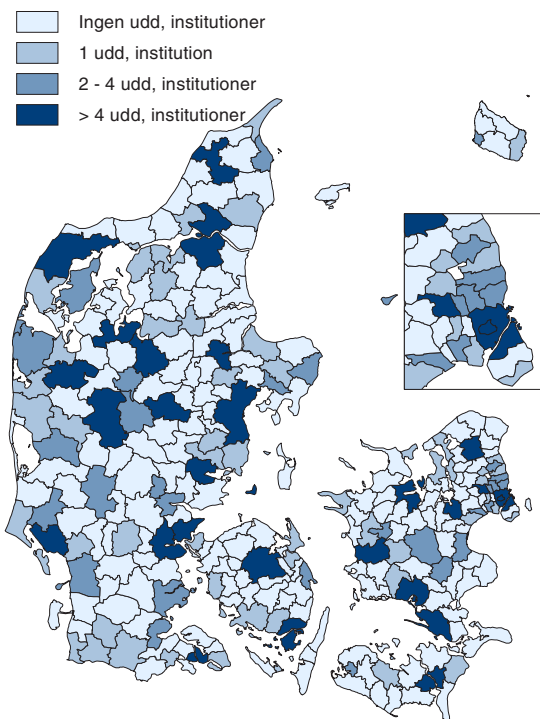 Ingen udd, institutioner
1 udd, institution
2 - 4 udd, institutioner
> 4 udd, institutioner